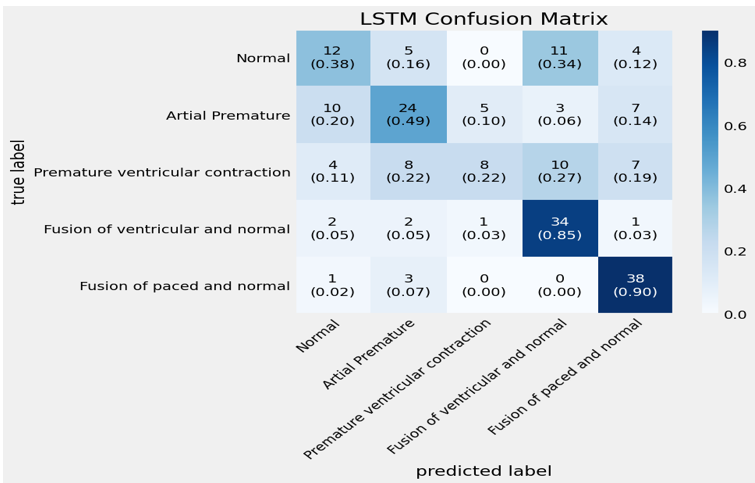 LSTM Confusion Matrix
Normal 12 5 0 11 4
(0.38) (0.16) (0.00) (0.34) (0.12)
Artial Premature 10 24 5 3 7
(0.20) (0.49) (0.10) (0.06) (0.14)
Premature ventricular contraction 4 8 8 10 7
(0.11) (0.22) (0.22) (0.27) (0.19)
Fusion of ventricular and normal 2 2 1 34 1
(0.05) (0.05) (0.03) (0.85) (0.03)
Fusion of paced and normal 1 3 0 0 38
(0.02) (0.07) (0.00) (0.00) (0.90)
true label
Normal
Artial Premature
Premature ventricular contraction
Fusion of ventricular and normal
Fusion of paced and normal
predicted label
0.8
0.6
0.4
0.2
0.0